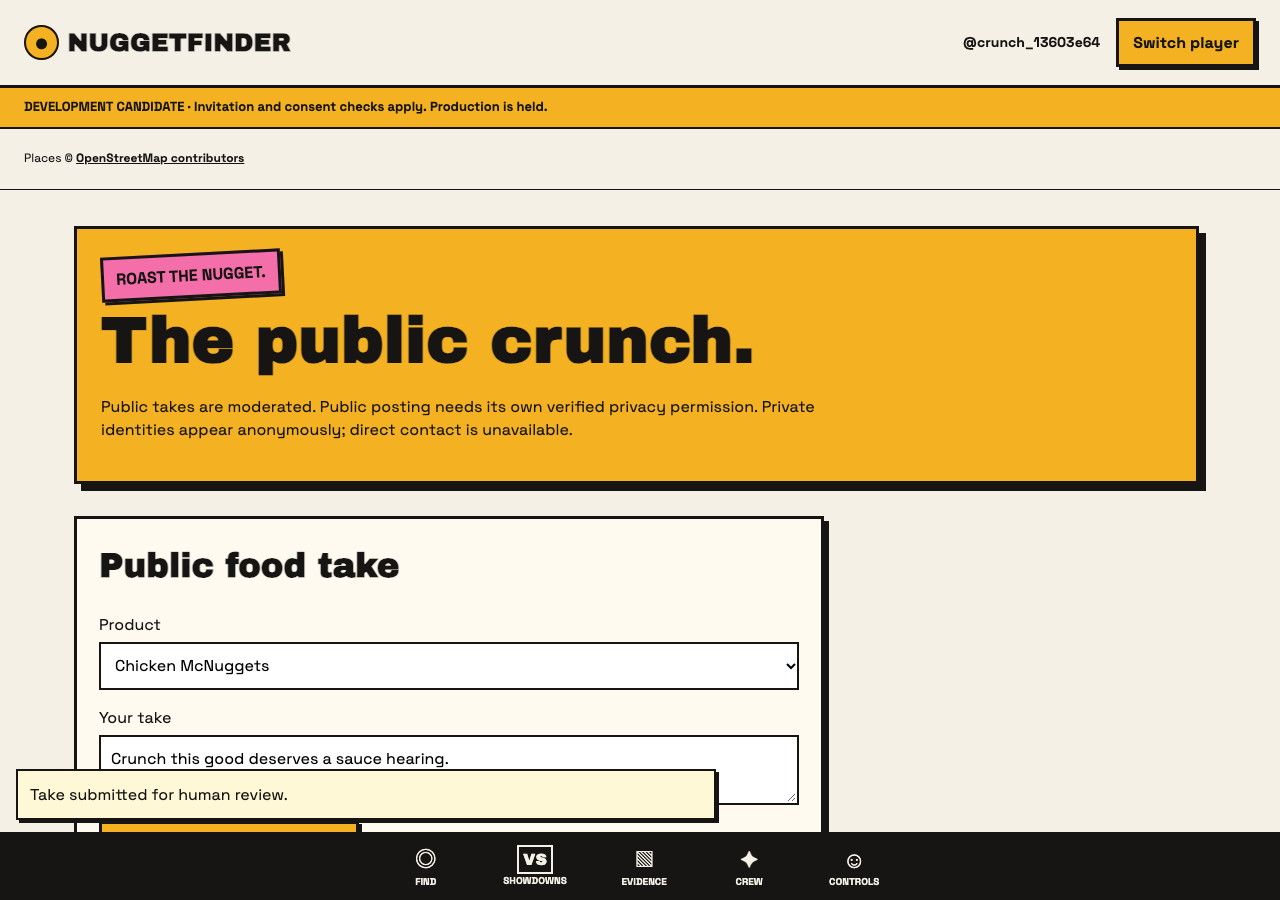 NUGGETFINDER
@crunch_13603e64
Switch player
DEVELOPMENT CANDIDATE · Invitation and consent checks apply. Production is held.
Places © OpenStreetMap contributors
ROAST THE NUGGET.
The public crunch.
Public takes are moderated. Public posting needs its own verified privacy permission. Private
identities appear anonymously; direct contact is unavailable.
Public food take
Product
Chicken McNuggets
Your take
Crunch this good deserves a sauce hearing.
Take submitted for human review.
FIND
VS
SHOWDOWNS
EVIDENCE
CREW
CONTROLS